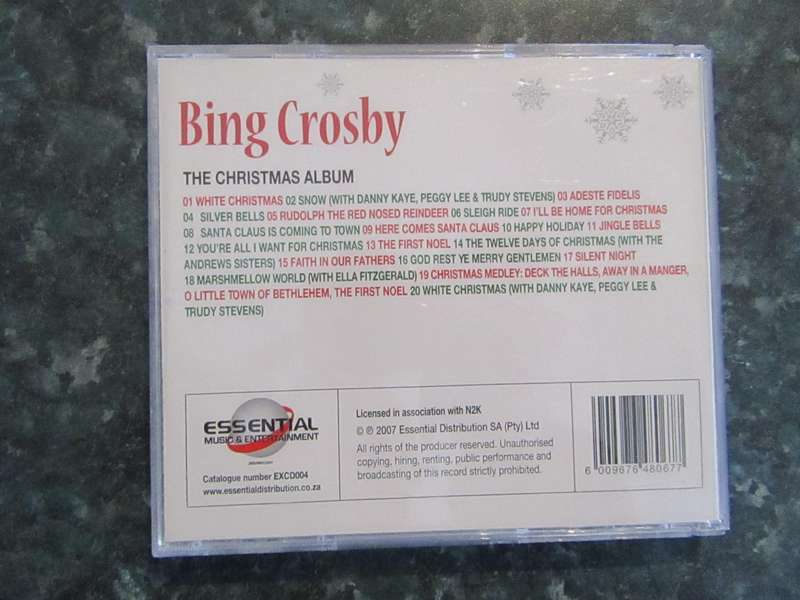 Bing Crosby
THE CHRISTMAS ALBUM
01 WHITE CHRISTMAS 02 SNOW (WITH DANNY KAYE, PEGGY LEE & TRUDY STEVENS) 03 ADESTE FIDELIS
04 SILVER BELLS 05 RUDOLPH THE RED NOSED REINDEER 06 SLEIGH RIDE 07 I'LL BE HOME FOR CHRISTMAS
08 SANTA CLAUS IS COMING TO TOWN 09 HERE COMES SANTA CLAUS 10 HAPPY HOLIDAY 11 JINGLE BELLS
12 YOU'RE ALL I WANT FOR CHRISTMAS 13 THE FIRST NOEL 14 THE TWELVE DAYS OF CHRISTMAS (WITH THE
ANDREWS SISTERS) 15 FAITH IN OUR FATHERS 16 GOD REST YE MERRY GENTLEMEN 17 SILENT NIGHT
18 MARSHMELLOW WORLD (WITH ELLA FITZGERALD) 19 CHRISTMAS MEDLEY: DECK THE HALLS, AWAY IN A MANGER,
O LITTLE TOWN OF BETHLEHEM, THE FIRST NOEL 20 WHITE CHRISTMAS (WITH DANNY KAYE, PEGGY LEE &
TRUDY STEVENS)
ESSENTIAL
MUSIC & ENTERTAINMENT
Catalogue number EXCD004
www.essentialdistribution.co.za
Licensed in association with N2K
© ℗ 2007 Essential Distribution SA (Pty) Ltd
All rights of the producer reserved. Unauthorised
copying, hiring, renting, public performance and
broadcasting of this record strictly prohibited.
6 009676 480677